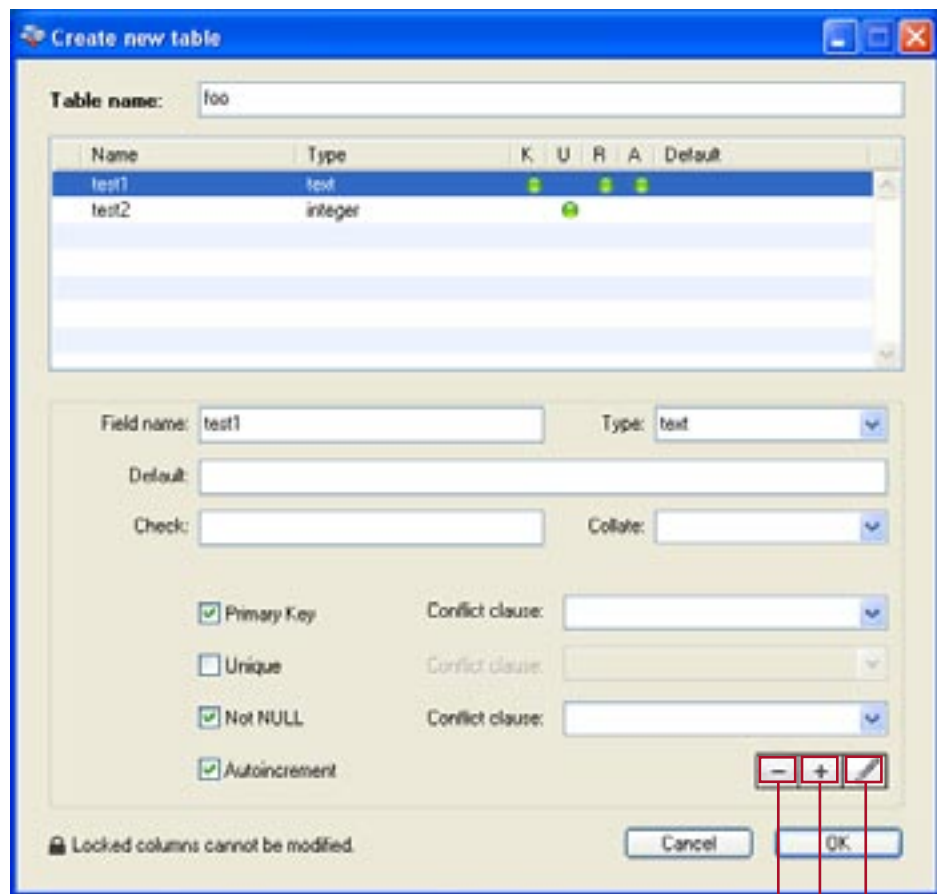 Create new table
Table name: foo
Name Type K U R A Default
test1 text
test2 integer
Field name: test1 Type: text
Default:
Check: Collate:
Primary Key Conflict clause:
Unique Conflict clause:
Not NULL Conflict clause:
Autoincrement
- +
Locked columns cannot be modified. Cancel OK